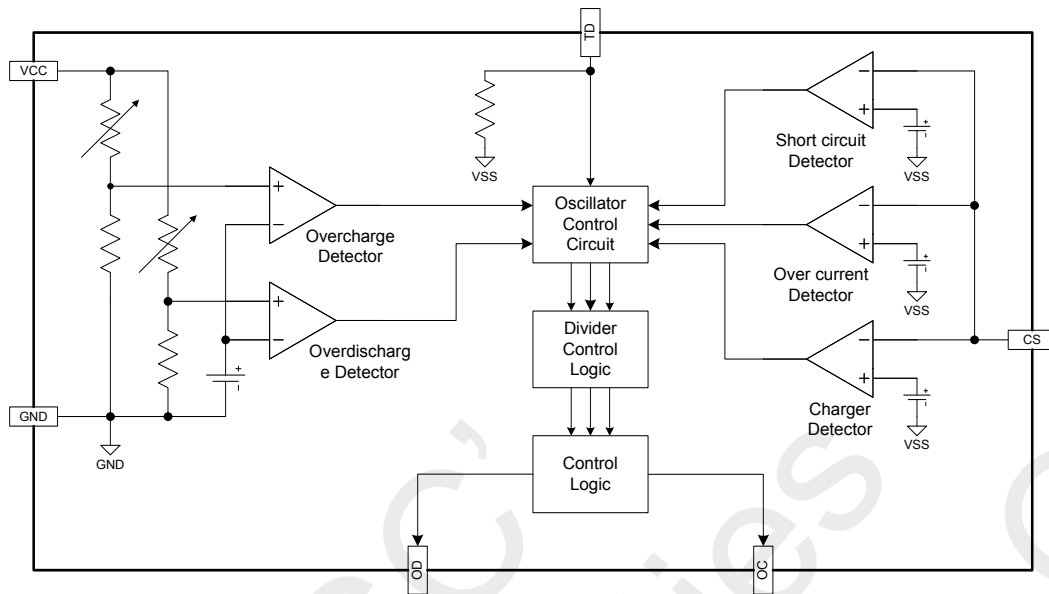 TD
VCC
Short circuit
Detector
VSS
VSS
Oscillator
Control
Circuit
Overcharge
Detector
Over current
Detector
VSS
Divider
Control
Logic
Overdischarg
e Detector
CS
GND
Charger
Detector
VSS
GND
Control
Logic
OD
OC